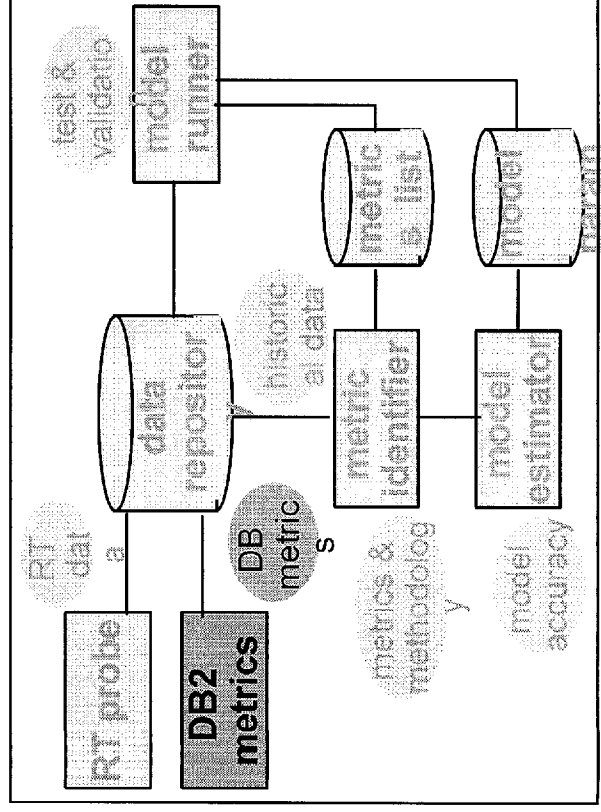 RT probe
DB2
metrics
RT
dat
a
DB
metric
s
data
repositor
y
historic
al data
test &
validatio
model
runner
metrics &
methodolog
y
metric
identifier
metric
s list
model
accuracy
model
estimator
model
param